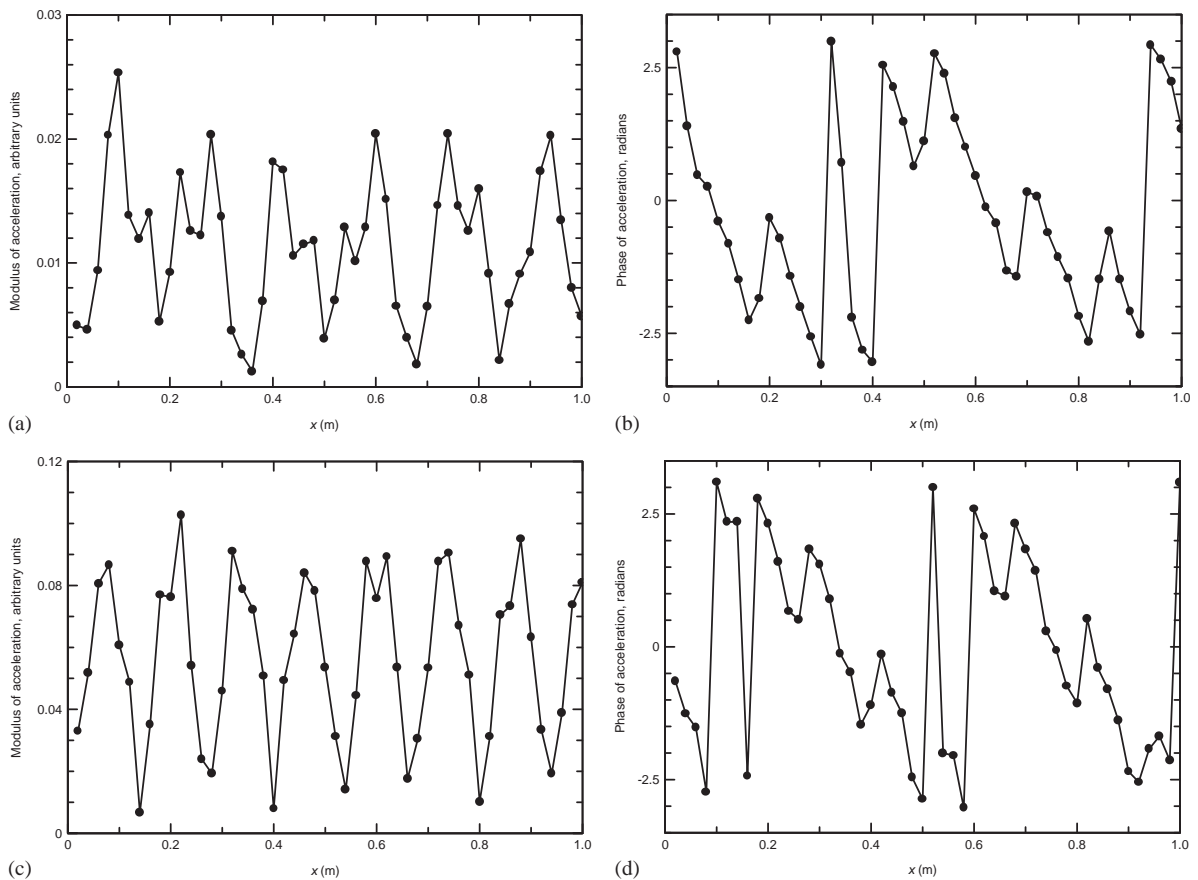 0.03
0.02
0.01
0
Modulus of acceleration, arbitrary units
0 0.2 0.4 0.6 0.8 1.0
x (m)
(a)
2.5
0
-2.5
Phase of acceleration, radians
0 0.2 0.4 0.6 0.8 1.0
x (m)
(b)
0.12
0.08
0.04
0
Modulus of acceleration, arbitrary units
0 0.2 0.4 0.6 0.8 1.0
x (m)
(c)
2.5
0
-2.5
Phase of acceleration, radians
0 0.2 0.4 0.6 0.8 1.0
x (m)
(d)